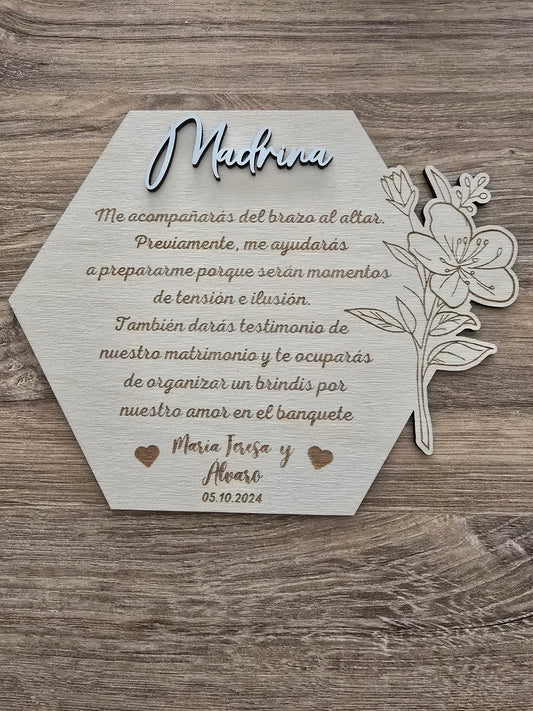 Madrina
Me acompañarás del brazo al altar.
Previamente, me ayudarás
a prepararme porque serán momentos
de tensión e ilusión.
También darás testimonio de
nuestro matrimonio y te ocuparás
de organizar un brindis por
nuestro amor en el banquete
María Teresa y
Álvaro
05.10.2024